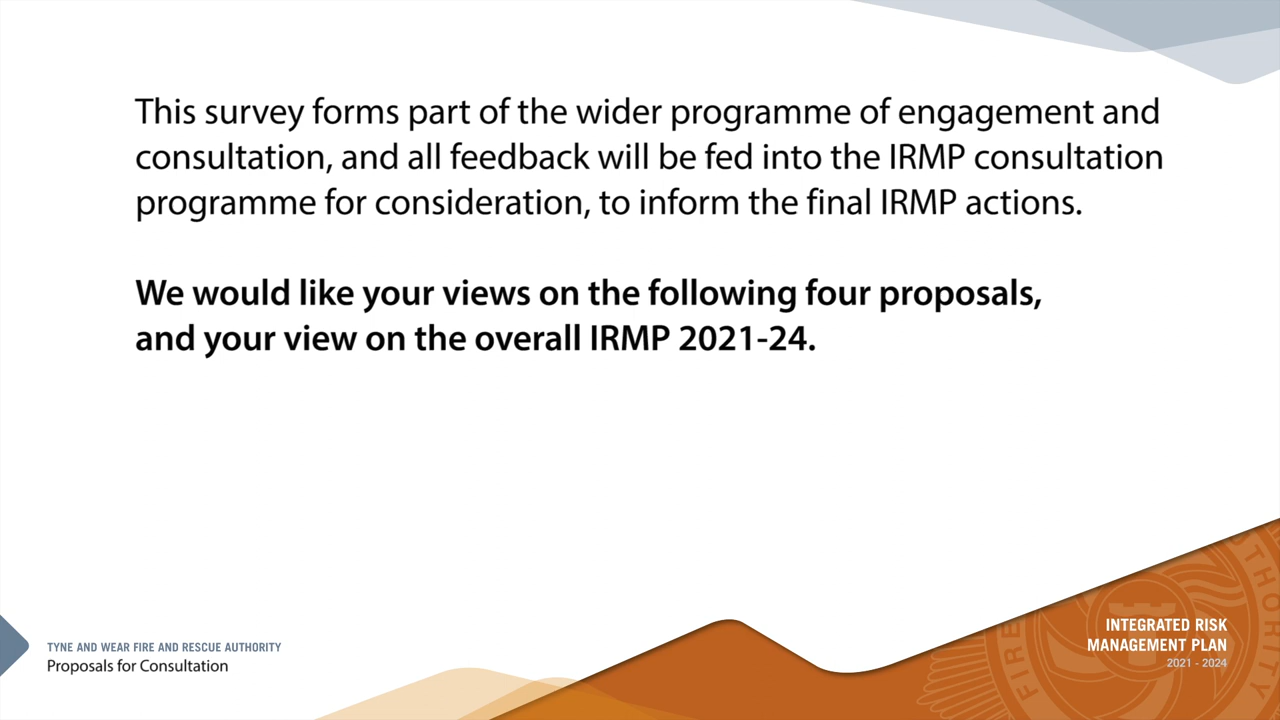 This survey forms part of the wider programme of engagement and
consultation, and all feedback will be fed into the IRMP consultation
programme for consideration, to inform the final IRMP actions.
We would like your views on the following four proposals,
and your view on the overall IRMP 2021-24.
TYNE AND WEAR FIRE AND RESCUE AUTHORITY
Proposals for Consultation
INTEGRATED RISK
MANAGEMENT PLAN
2021 - 2024
FIRE